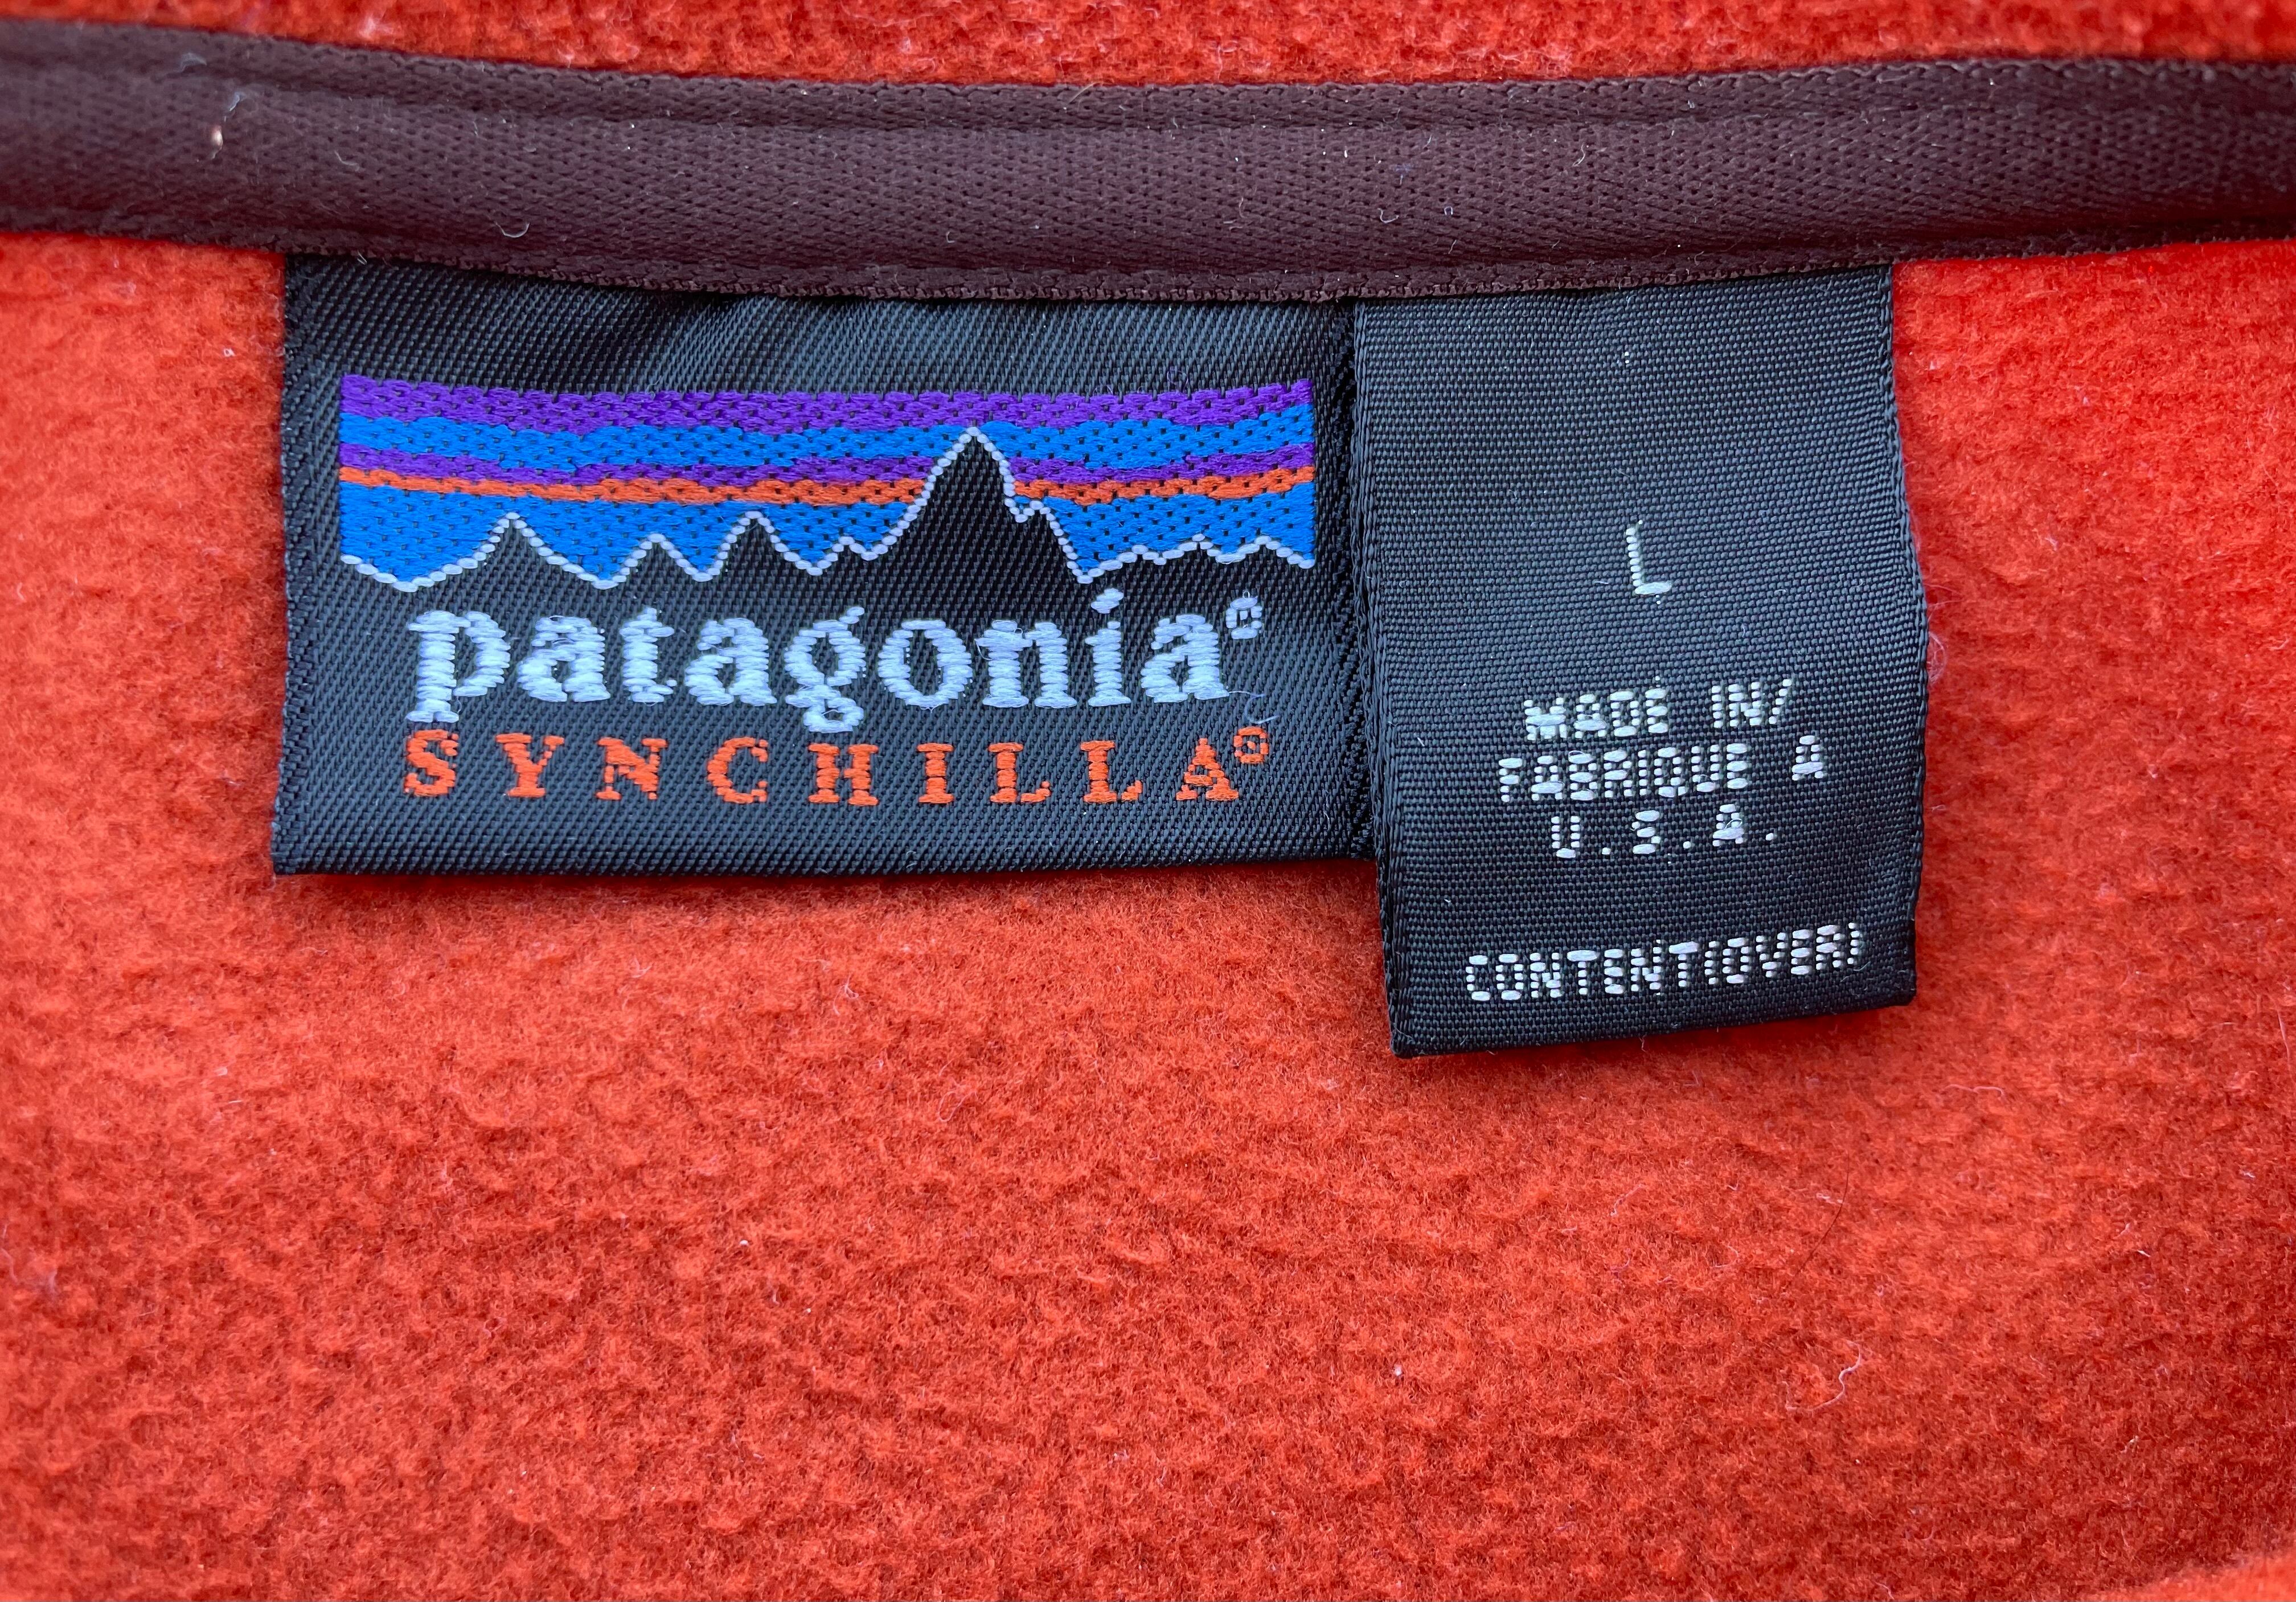 patagonia®
SYNCHILLA®
L
MADE IN/
FABRIQUE A
U.S.A.
CONTENT(OVER)